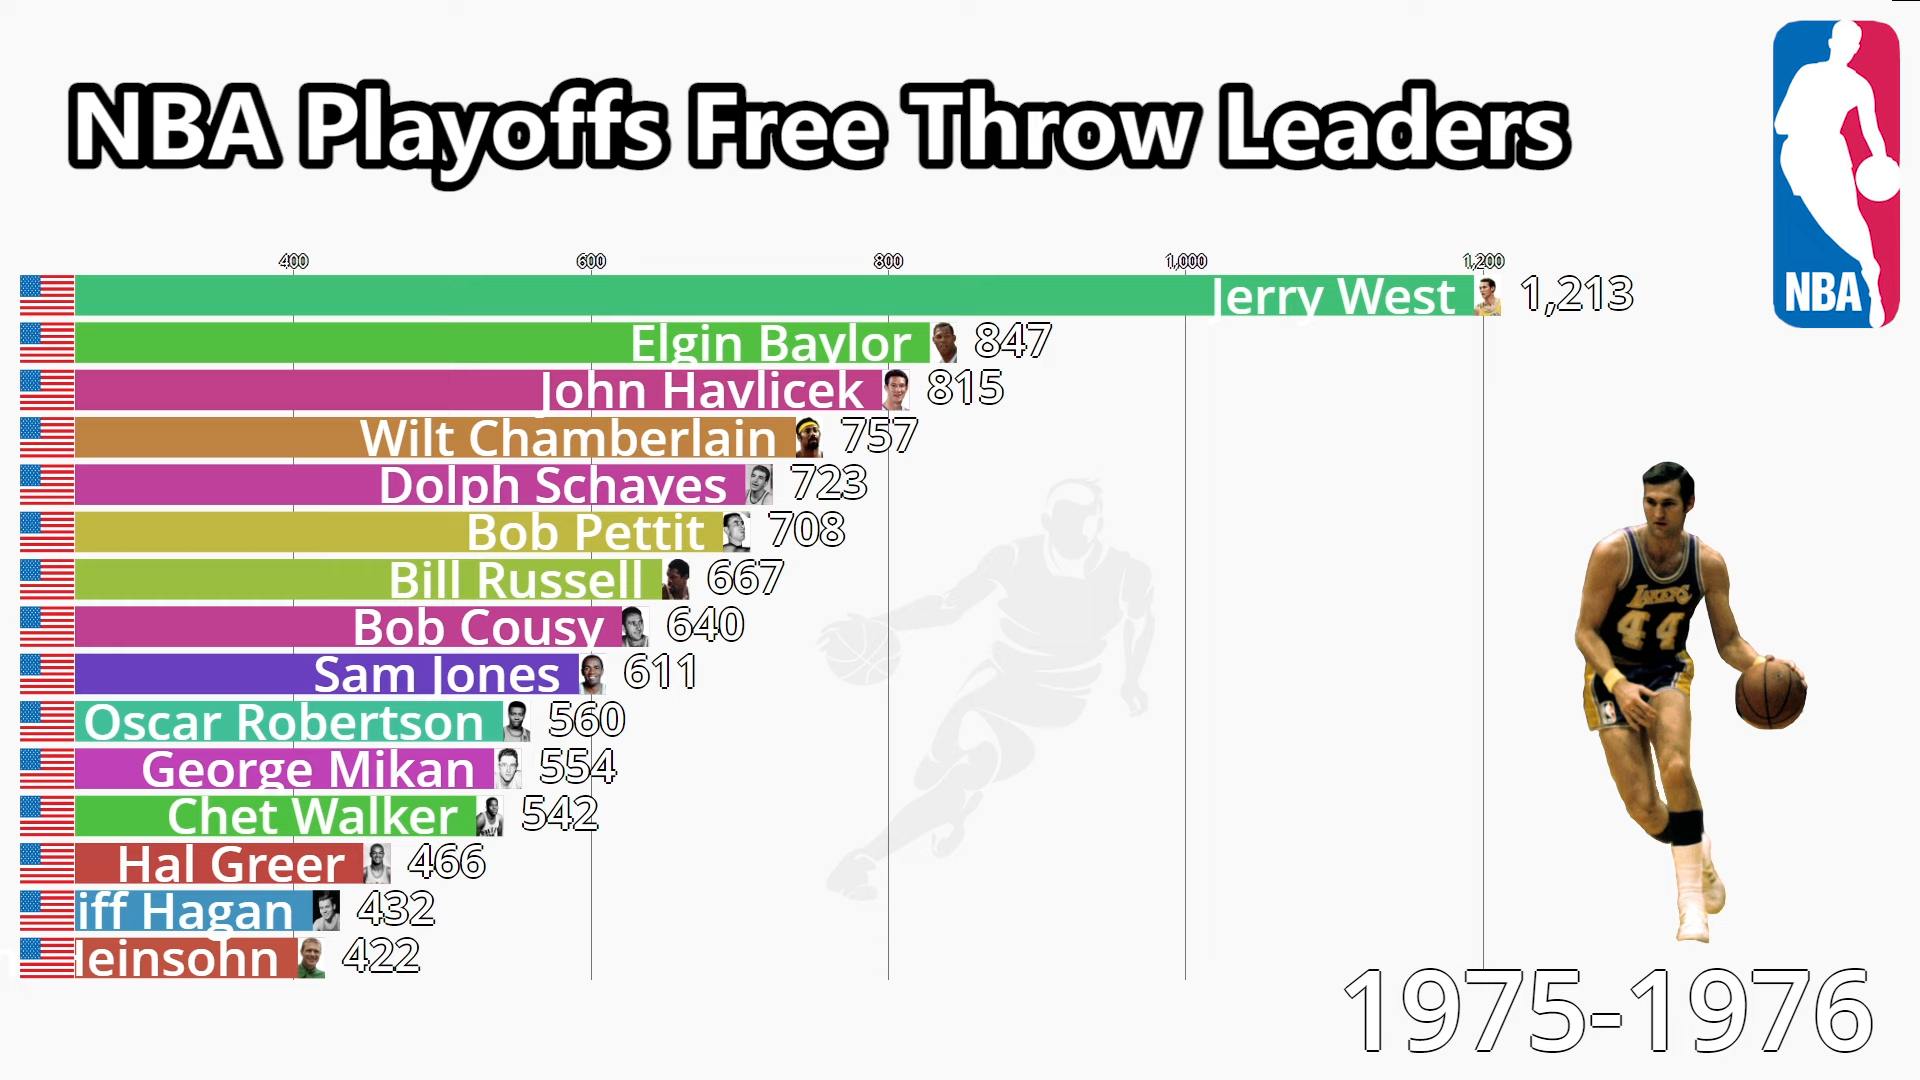 NBA Playoffs Free Throw Leaders
NBA
400 600 800 1,000 1,200
Jerry West 1,213
Elgin Baylor 847
John Havlicek 815
Wilt Chamberlain 757
Dolph Schayes 723
Bob Pettit 708
Bill Russell 667
Bob Cousy 640
Sam Jones 611
Oscar Robertson 560
George Mikan 554
Chet Walker 542
Hal Greer 466
iff Hagan 432
Heinsohn 422
LAKERS
44
1975-1976